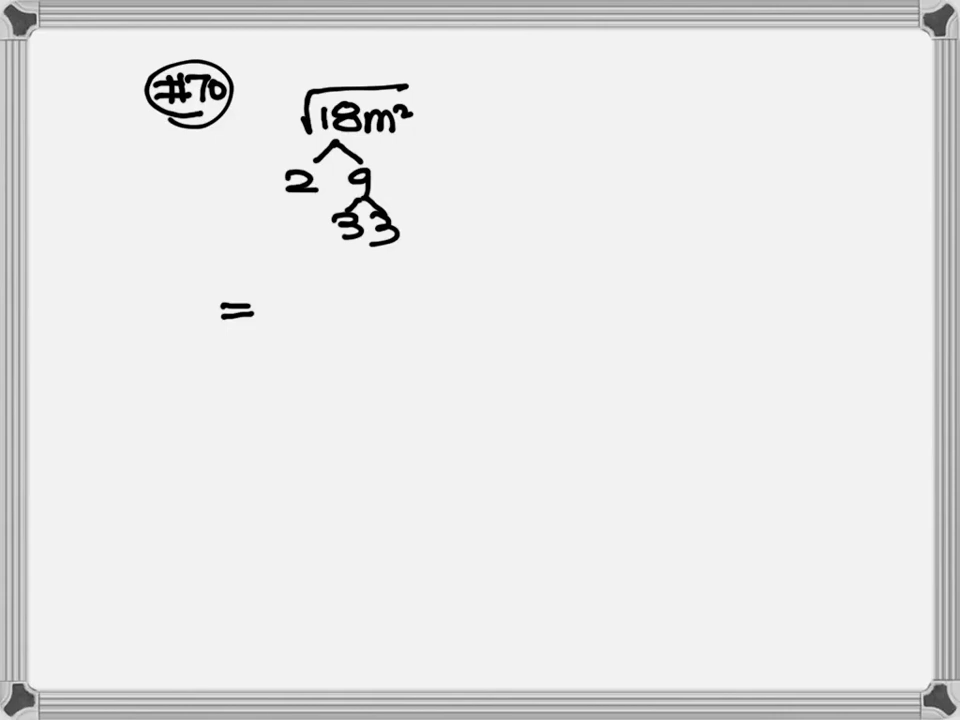 #70
√18m²
2 9
3 3
=